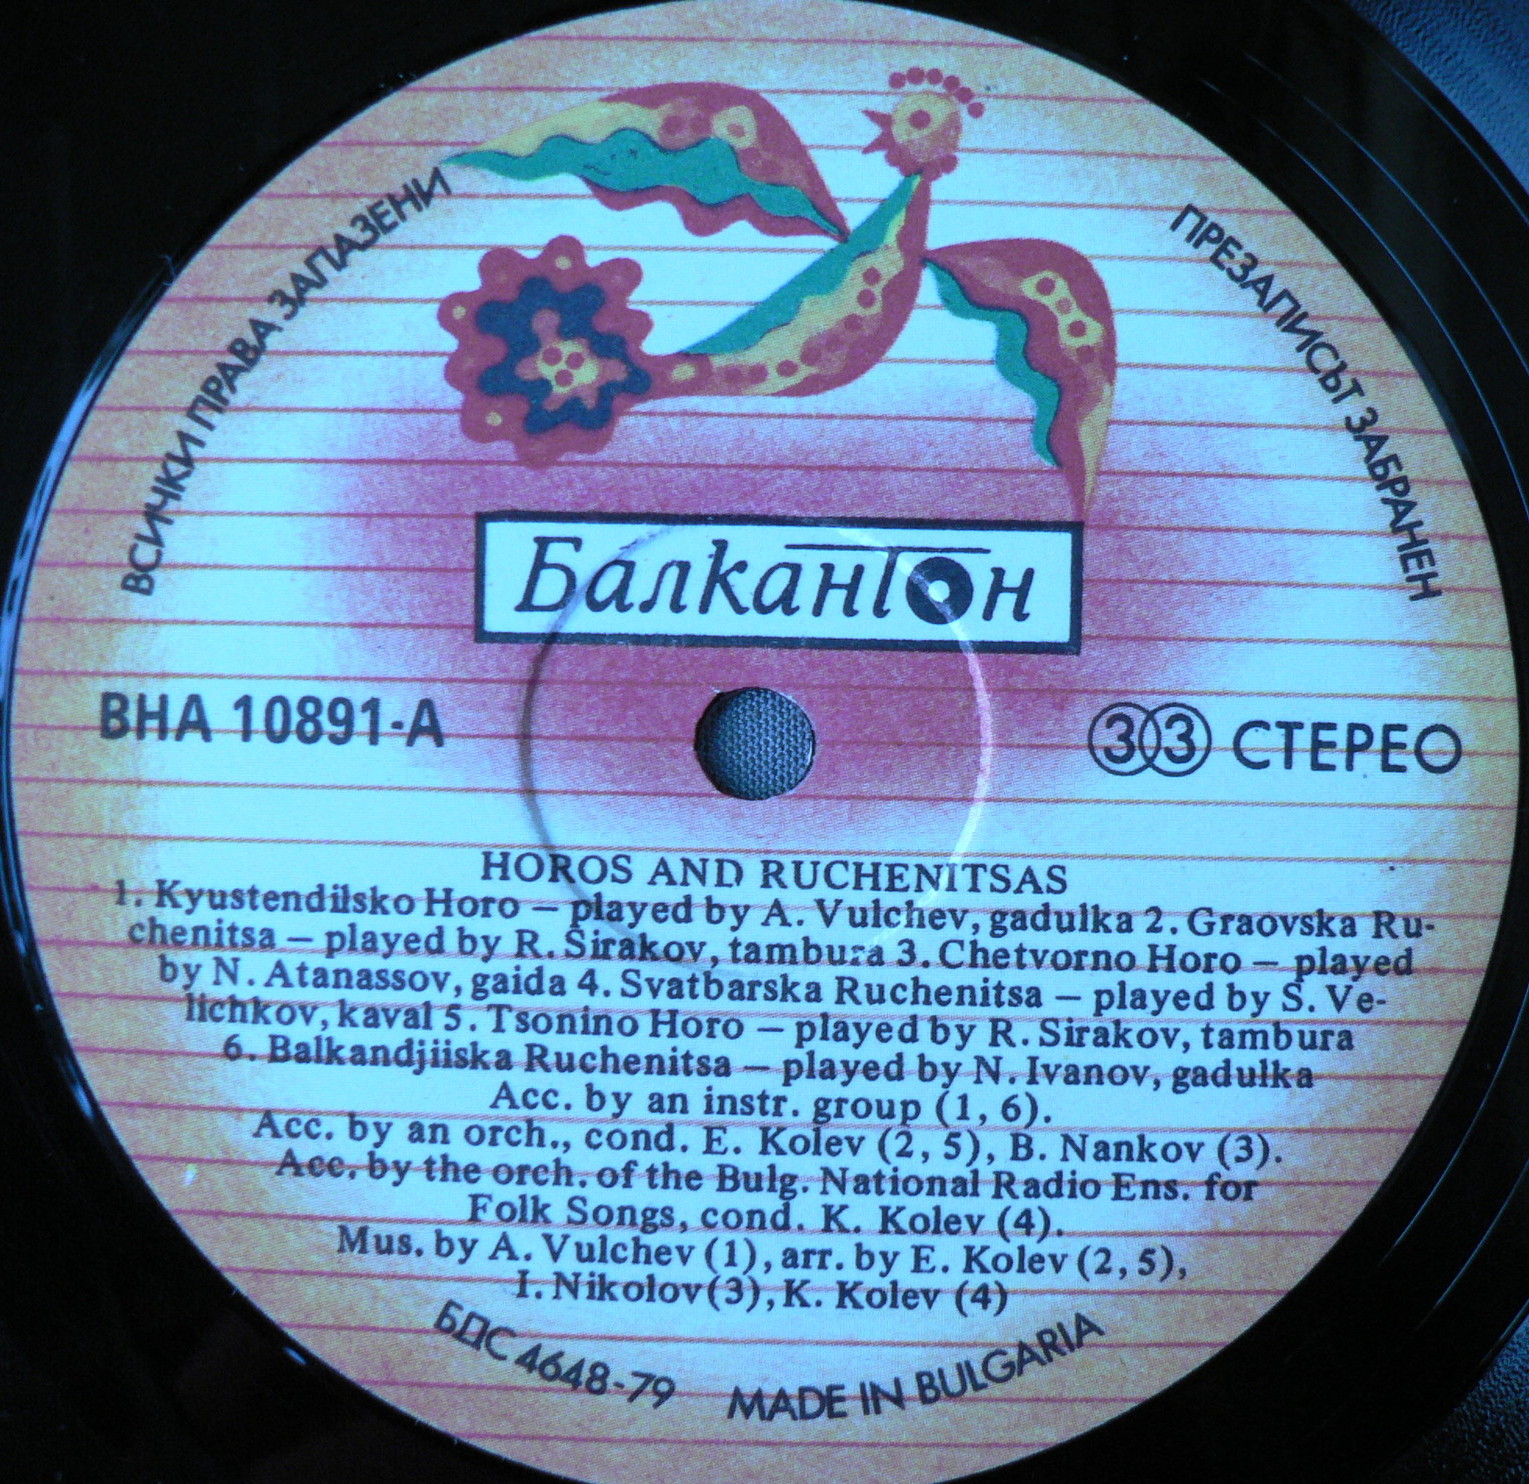 ВСИЧКИ ПРАВА ЗАПАЗЕНИ
ПРЕЗАПИСЪТ ЗАБРАНЕН
Балкантон
ВНА 10891-А
33 СТЕРЕО
HOROS AND RUCHENITSAS
1. Kyustendilsko Horo – played by A. Vulchev, gadulka 2. Graovska Ru-
chenitsa – played by R. Sirakov, tambura 3. Chetvorno Horo – played
by N. Atanassov, gaida 4. Svatbarska Ruchenitsa – played by S. Ve-
lichkov, kaval 5. Tsonino Horo – played by R. Sirakov, tambura
6. Balkandjiiska Ruchenitsa – played by N. Ivanov, gadulka
Acc. by an instr. group (1, 6).
Acc. by an orch., cond. E. Kolev (2, 5), B. Nankov (3).
Acc. by the orch. of the Bulg. National Radio Ens. for
Folk Songs, cond. K. Kolev (4).
Mus. by A. Vulchev (1), arr. by E. Kolev (2, 5),
I. Nikolov (3), K. Kolev (4)
БДС 4648-79
MADE IN BULGARIA